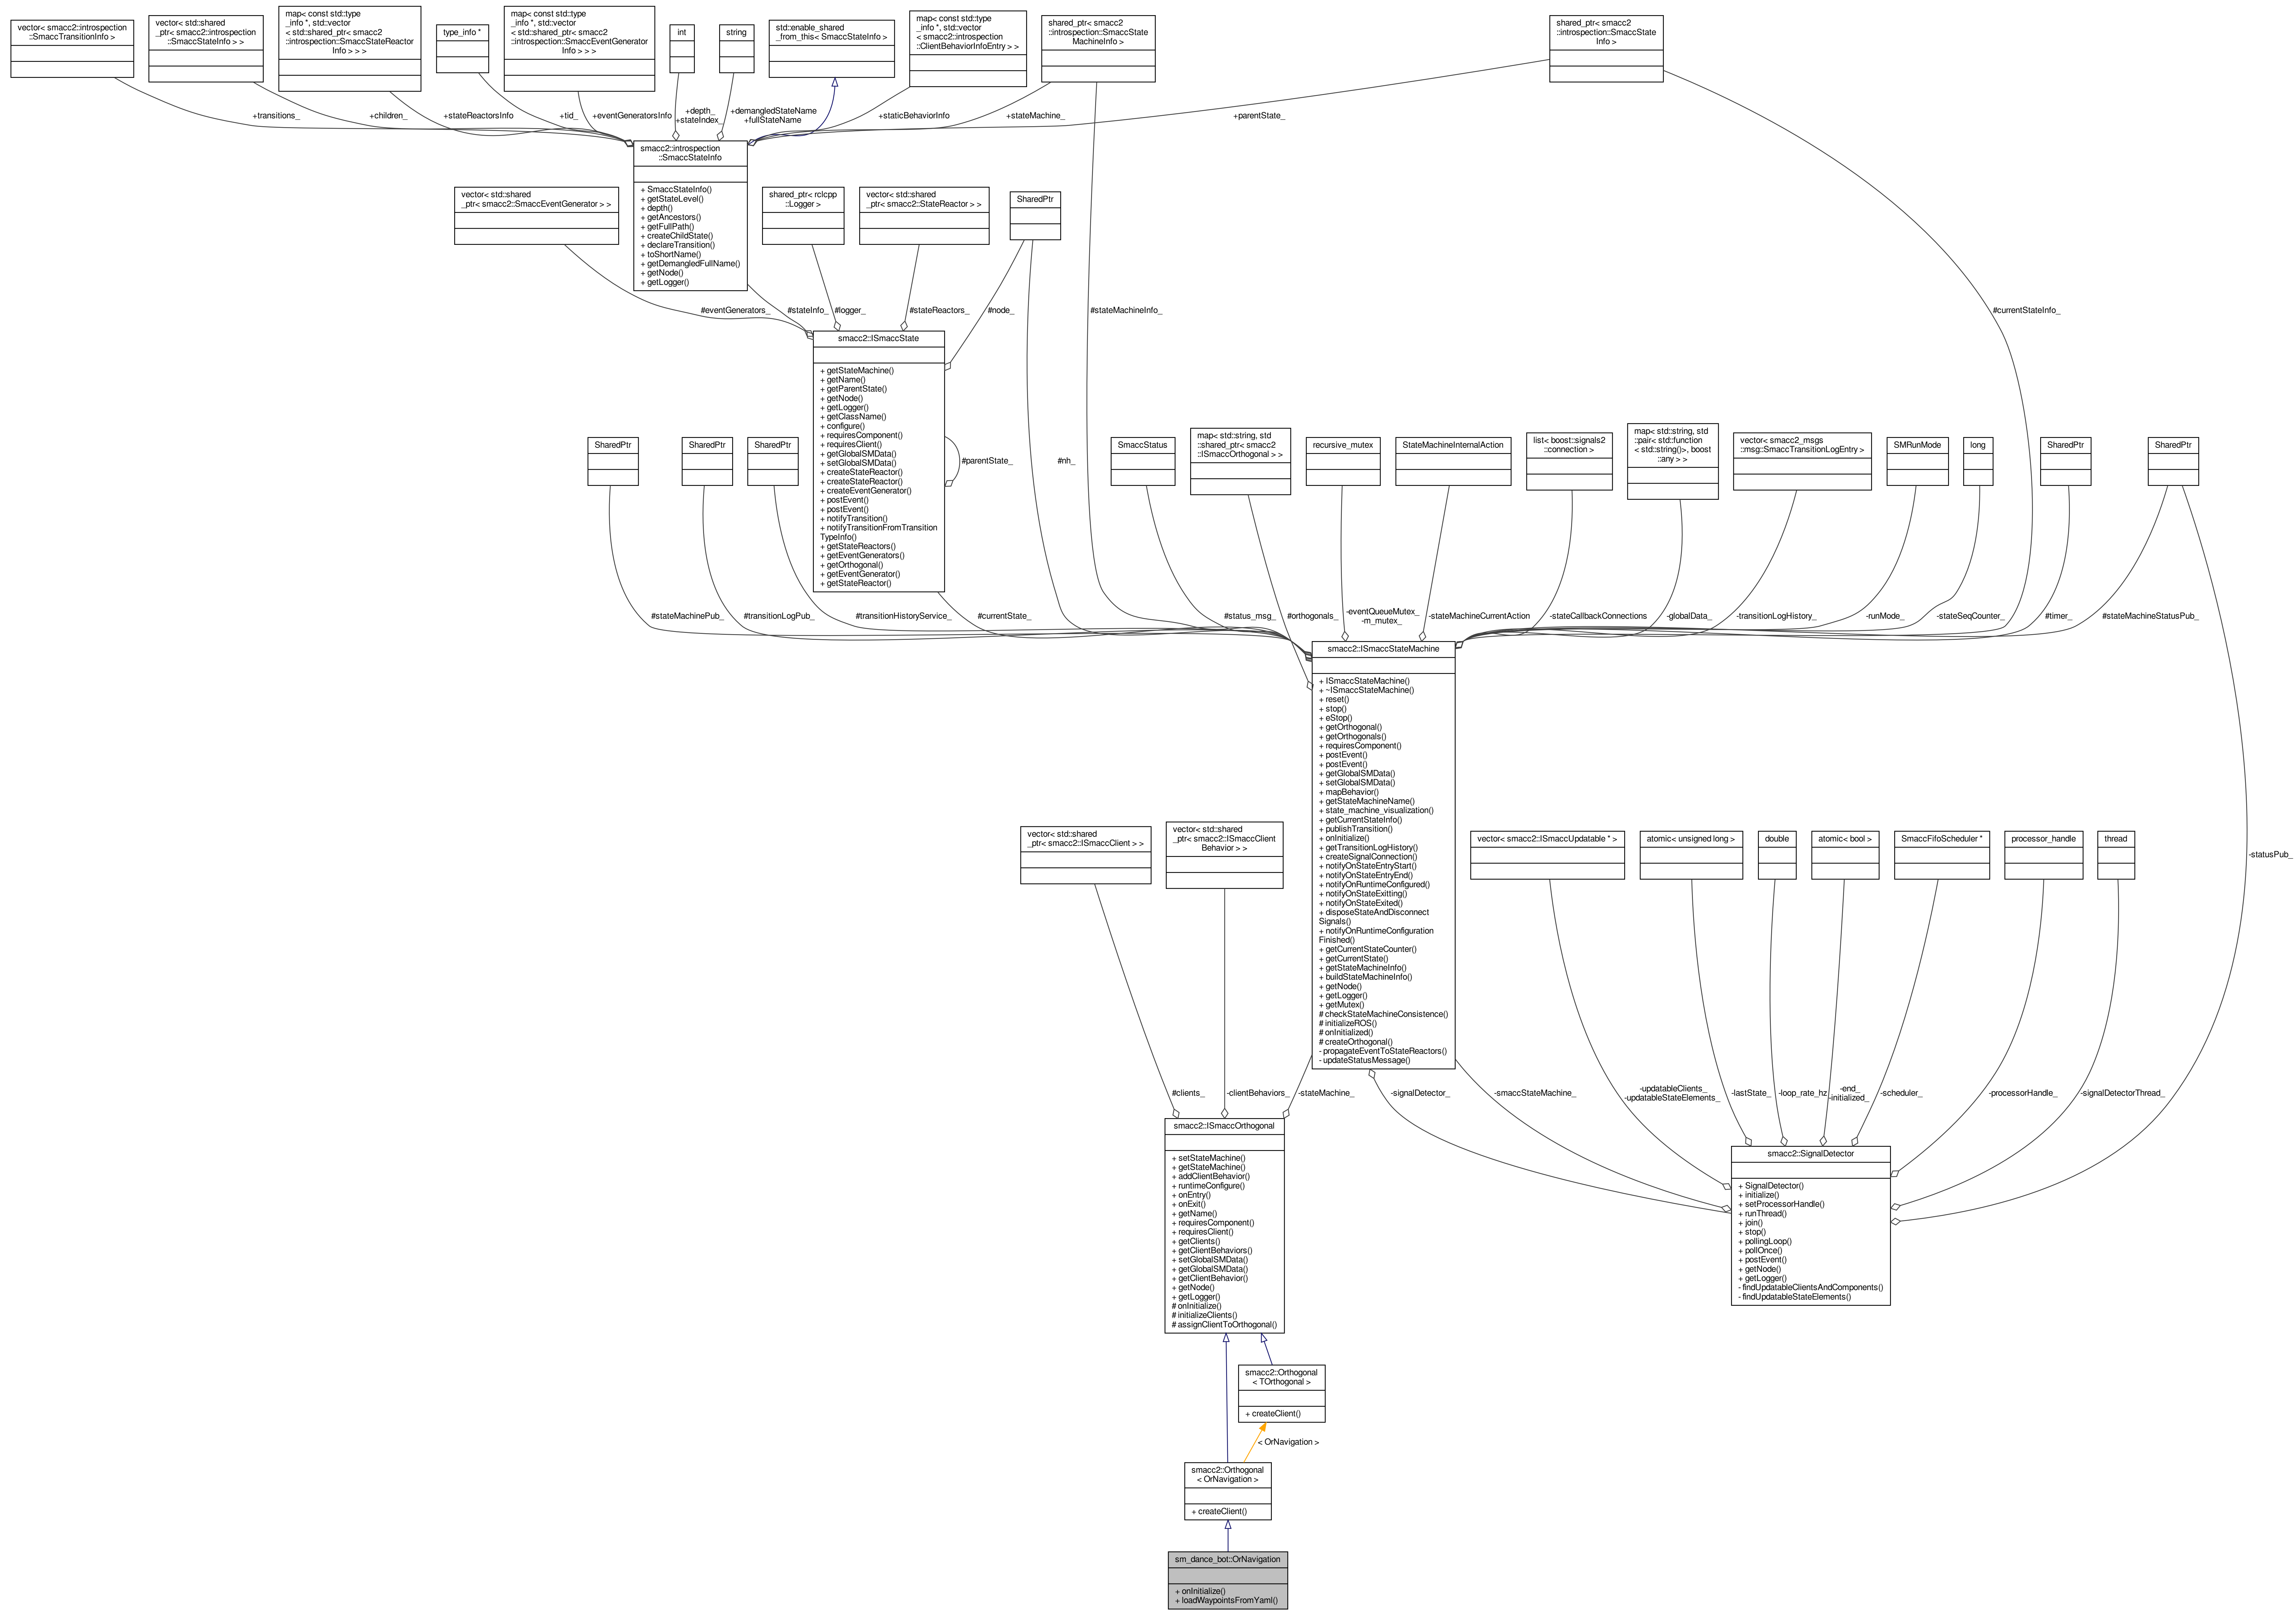 vector< smacc2::introspection
::SmaccTransitionInfo >
vector< std::shared
_ptr< smacc2::introspection
::SmaccStateInfo > >
map< const std::type
_info *, std::vector
< std::shared_ptr< smacc2
::introspection::SmaccStateReactor
Info > > >
type_info *
map< const std::type
_info *, std::vector
< std::shared_ptr< smacc2
::introspection::SmaccEventGenerator
Info > > >
int
string
std::enable_shared
_from_this< SmaccStateInfo >
map< const std::type
_info *, std::vector
< smacc2::introspection
::ClientBehaviorInfoEntry > >
shared_ptr< smacc2
::introspection::SmaccState
MachineInfo >
shared_ptr< smacc2
::introspection::SmaccState
Info >
+transitions_
+children_
+stateReactorsInfo
+tid_
+eventGeneratorsInfo
+depth_
+stateIndex_
+demangledStateName
+fullStateName
+staticBehaviorInfo
+stateMachine_
+parentState_
smacc2::introspection
::SmaccStateInfo
+ SmaccStateInfo()
+ getStateLevel()
+ depth()
+ getAncestors()
+ getFullPath()
+ createChildState()
+ declareTransition()
+ toShortName()
+ getDemangledFullName()
+ getNode()
+ getLogger()
vector< std::shared
_ptr< smacc2::SmaccEventGenerator > >
shared_ptr< rclcpp
::Logger >
vector< std::shared
_ptr< smacc2::StateReactor > >
SharedPtr
#eventGenerators_
#stateInfo_
#logger_
#stateReactors_
#node_
#stateMachineInfo_
#currentStateInfo_
smacc2::ISmaccState
+ getStateMachine()
+ getName()
+ getParentState()
+ getNode()
+ getLogger()
+ getClassName()
+ configure()
+ requiresComponent()
+ requiresClient()
+ getGlobalSMData()
+ setGlobalSMData()
+ createStateReactor()
+ createStateReactor()
+ createEventGenerator()
+ postEvent()
+ postEvent()
+ notifyTransition()
+ notifyTransitionFromTransition
TypeInfo()
+ getStateReactors()
+ getEventGenerators()
+ getOrthogonal()
+ getEventGenerator()
+ getStateReactor()
#parentState_
#nh_
SharedPtr
SharedPtr
SharedPtr
SmaccStatus
map< std::string, std
::shared_ptr< smacc2
::ISmaccOrthogonal > >
recursive_mutex
StateMachineInternalAction
list< boost::signals2
::connection >
map< std::string, std
::pair< std::function
< std::string()>, boost
::any > >
vector< smacc2_msgs
::msg::SmaccTransitionLogEntry >
SMRunMode
long
SharedPtr
SharedPtr
#stateMachinePub_
#transitionLogPub_
#transitionHistoryService_
#currentState_
#status_msg_
#orthogonals_
-eventQueueMutex_
-m_mutex_
-stateMachineCurrentAction
-stateCallbackConnections
-globalData_
-transitionLogHistory_
-runMode_
-stateSeqCounter_
#timer_
#stateMachineStatusPub_
smacc2::ISmaccStateMachine
+ ISmaccStateMachine()
+ ~ISmaccStateMachine()
+ reset()
+ stop()
+ eStop()
+ getOrthogonal()
+ getOrthogonals()
+ requiresComponent()
+ postEvent()
+ postEvent()
+ getGlobalSMData()
+ setGlobalSMData()
+ mapBehavior()
+ getStateMachineName()
+ state_machine_visualization()
+ getCurrentStateInfo()
+ publishTransition()
+ onInitialize()
+ getTransitionLogHistory()
+ createSignalConnection()
+ notifyOnStateEntryStart()
+ notifyOnStateEntryEnd()
+ notifyOnRuntimeConfigured()
+ notifyOnStateExitting()
+ notifyOnStateExited()
+ disposeStateAndDisconnect
Signals()
+ notifyOnRuntimeConfiguration
Finished()
+ getCurrentStateCounter()
+ getCurrentState()
+ getStateMachineInfo()
+ buildStateMachineInfo()
+ getNode()
+ getLogger()
+ getMutex()
# checkStateMachineConsistence()
# initializeROS()
# onInitialized()
# createOrthogonal()
- propagateEventToStateReactors()
- updateStatusMessage()
vector< std::shared
_ptr< smacc2::ISmaccClient > >
vector< std::shared
_ptr< smacc2::ISmaccClient
Behavior > >
vector< smacc2::ISmaccUpdatable * >
atomic< unsigned long >
double
atomic< bool >
SmaccFifoScheduler *
processor_handle
thread
-statusPub_
#clients_
-clientBehaviors_
-stateMachine_
-signalDetector_
-smaccStateMachine_
-updatableClients_
-updatableStateElements_
-lastState_
-loop_rate_hz
-end_
-initialized_
-scheduler_
-processorHandle_
-signalDetectorThread_
smacc2::ISmaccOrthogonal
+ setStateMachine()
+ getStateMachine()
+ addClientBehavior()
+ runtimeConfigure()
+ onEntry()
+ onExit()
+ getName()
+ requiresComponent()
+ requiresClient()
+ getClients()
+ getClientBehaviors()
+ setGlobalSMData()
+ getGlobalSMData()
+ getClientBehavior()
+ getNode()
+ getLogger()
# onInitialize()
# initializeClients()
# assignClientToOrthogonal()
smacc2::SignalDetector
+ SignalDetector()
+ initialize()
+ setProcessorHandle()
+ runThread()
+ join()
+ stop()
+ pollingLoop()
+ pollOnce()
+ postEvent()
+ getNode()
+ getLogger()
- findUpdatableClientsAndComponents()
- findUpdatableStateElements()
smacc2::Orthogonal
< TOrthogonal >
+ createClient()
< OrNavigation >
smacc2::Orthogonal
< OrNavigation >
+ createClient()
sm_dance_bot::OrNavigation
+ onInitialize()
+ loadWaypointsFromYaml()